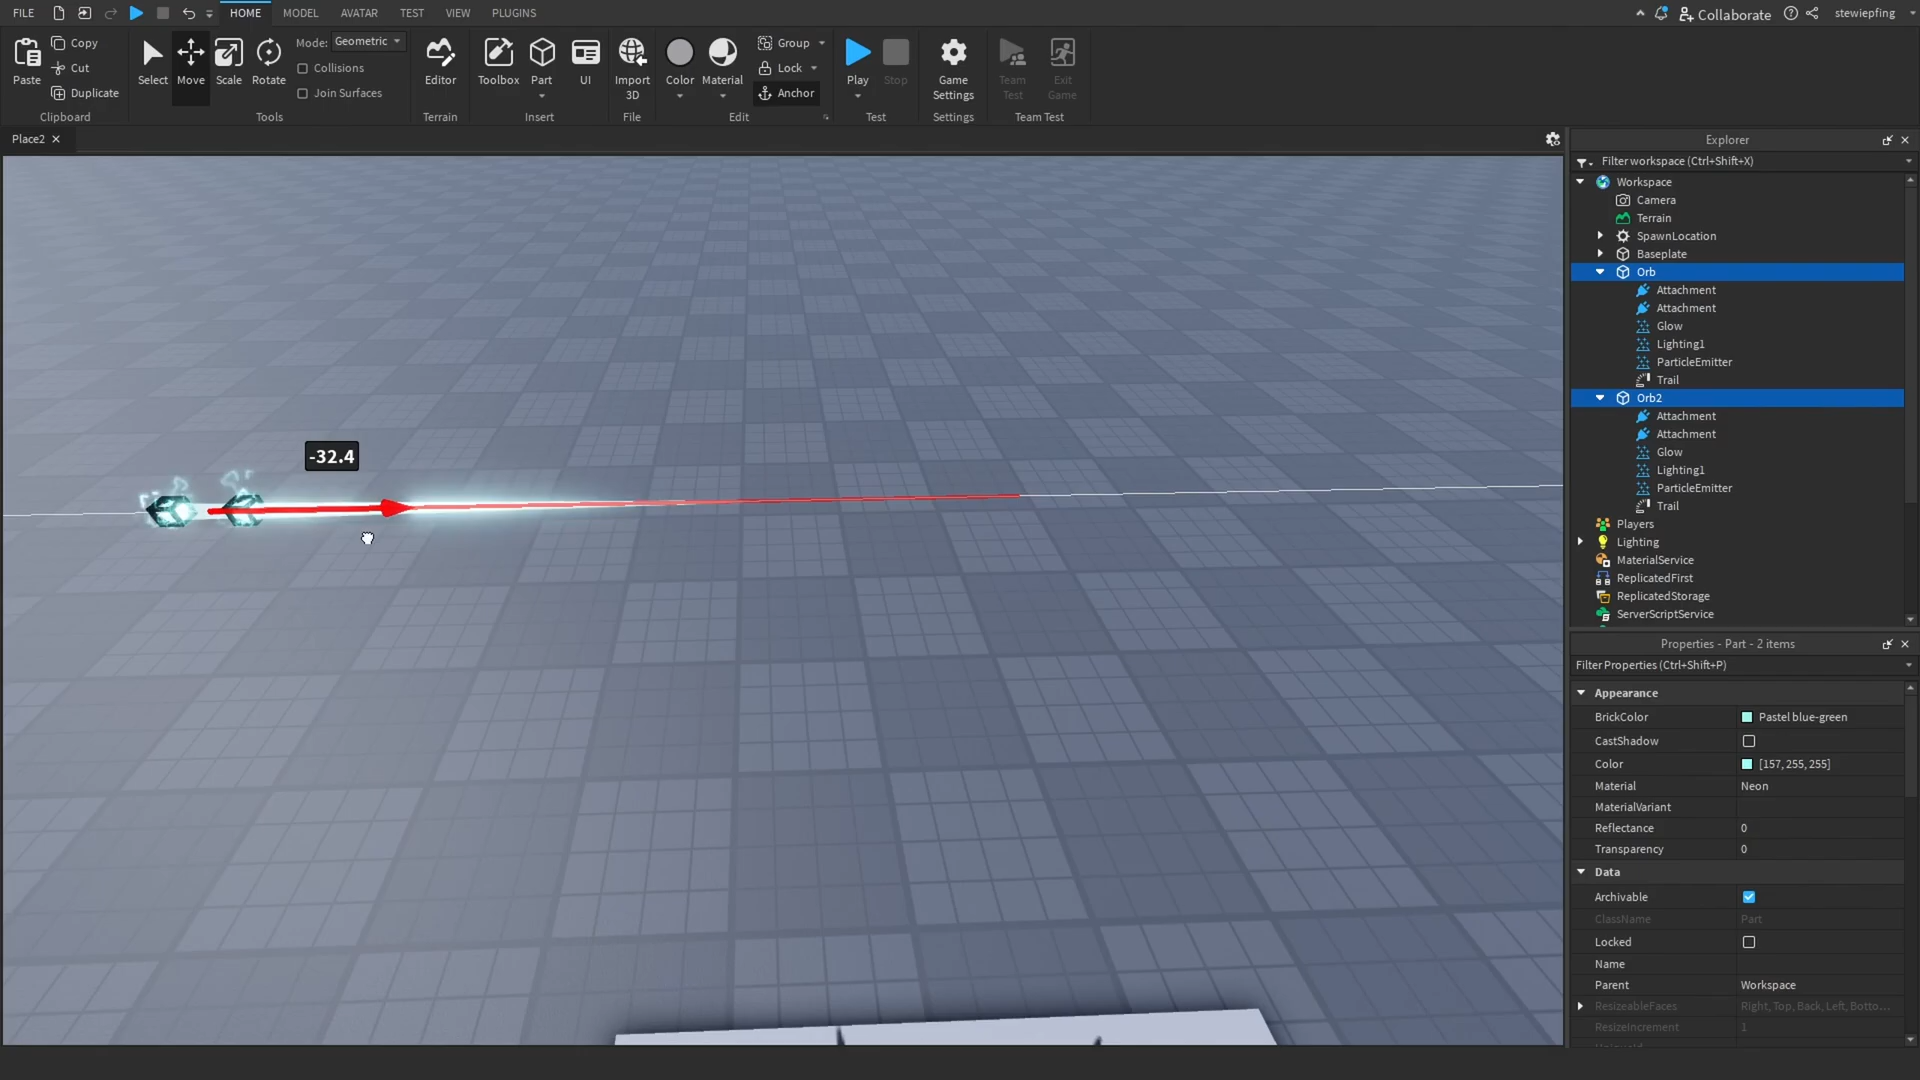 FILE HOME MODEL AVATAR TEST VIEW PLUGINS Collaborate stewiepfing
Paste Copy Cut Duplicate Clipboard
Select Move Scale Rotate Mode: Geometric Collisions Join Surfaces Tools
Editor Terrain
Toolbox Part UI Insert
Import 3D File
Color Material Group Lock Anchor Edit
Play Stop Test
Game Settings Settings
Team Test Exit Game Team Test
Place2
-32.4
Explorer
Filter workspace (Ctrl+Shift+X)
Workspace
Camera
Terrain
SpawnLocation
Baseplate
Orb
Attachment
Attachment
Glow
Lighting1
ParticleEmitter
Trail
Orb2
Attachment
Attachment
Glow
Lighting1
ParticleEmitter
Trail
Players
Lighting
MaterialService
ReplicatedFirst
ReplicatedStorage
ServerScriptService
Properties - Part - 2 items
Filter Properties (Ctrl+Shift+P)
Appearance
BrickColor Pastel blue-green
CastShadow
Color [157, 255, 255]
Material Neon
MaterialVariant
Reflectance 0
Transparency 0
Data
Archivable
ClassName Part
Locked
Name
Parent Workspace
ResizeableFaces Right, Top, Back, Left, Botto...
ResizeIncrement 1